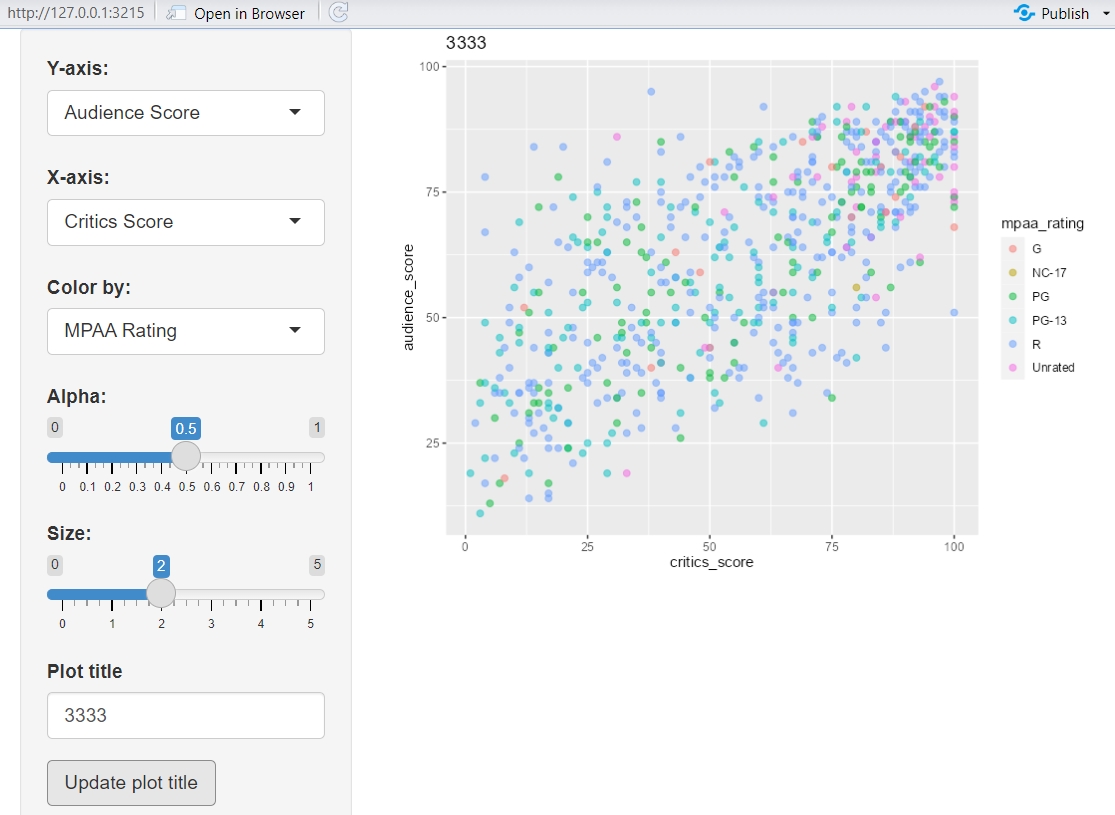 http://127.0.0.1:3215 Open in Browser Publish
Y-axis:
Audience Score
X-axis:
Critics Score
Color by:
MPAA Rating
Alpha:
0 0.5 1
0 0.1 0.2 0.3 0.4 0.5 0.6 0.7 0.8 0.9 1
Size:
0 2 5
0 1 2 3 4 5
Plot title
3333
Update plot title
3333
100
75
50
25
audience_score
0 25 50 75 100
critics_score
mpaa_rating
G
NC-17
PG
PG-13
R
Unrated